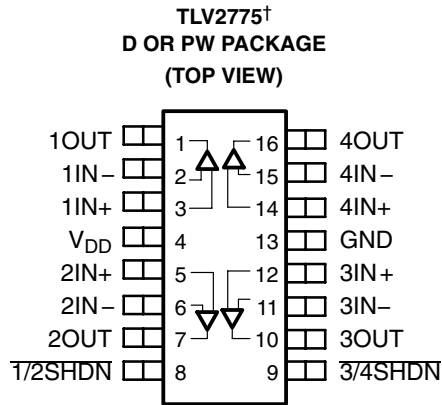 TLV2775†
D OR PW PACKAGE
(TOP VIEW)
1OUT 1 16 4OUT
1IN− 2 15 4IN−
1IN+ 3 14 4IN+
VDD 4 13 GND
2IN+ 5 12 3IN+
2IN− 6 11 3IN−
2OUT 7 10 3OUT
1/2SHDN 8 9 3/4SHDN